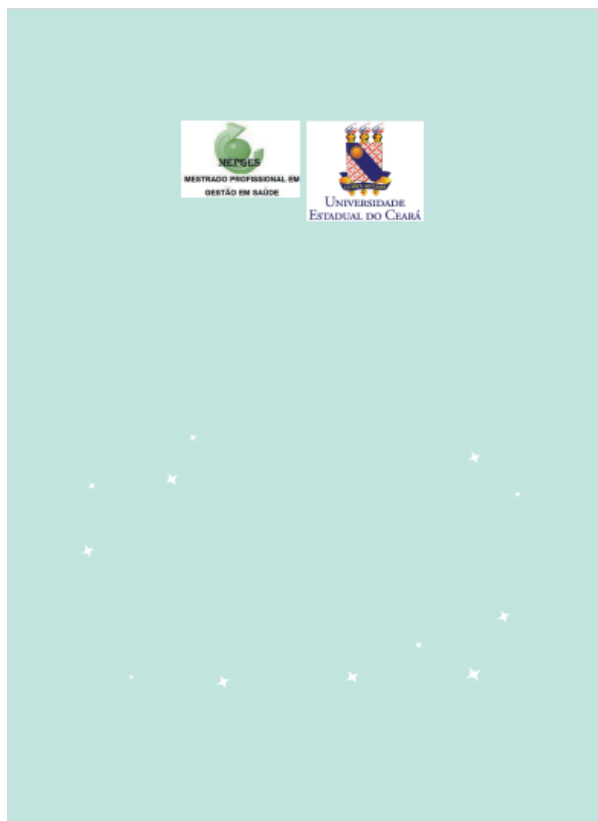 MEPGES
MESTRADO PROFISSIONAL EM
GESTÃO EM SAÚDE
UNIVERSIDADE
ESTADUAL DO CEARÁ